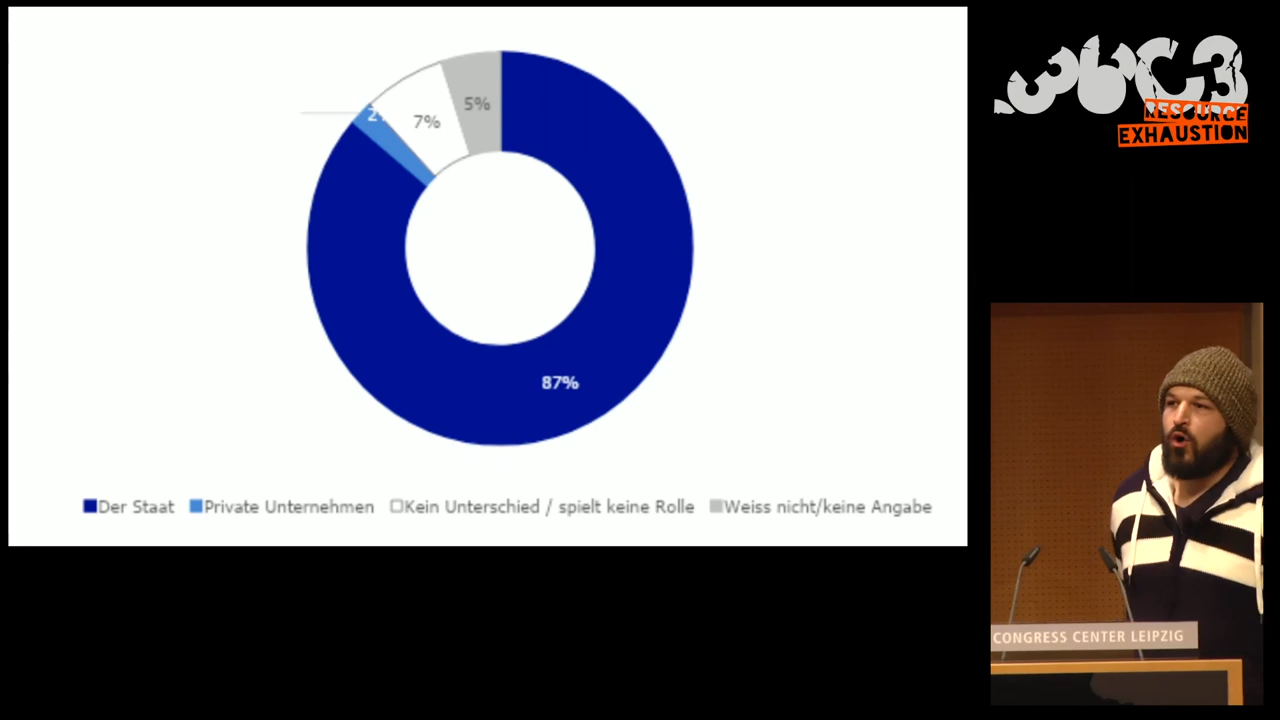 5%
7%
87%
Der Staat Private Unternehmen Kein Unterschied / spielt keine Rolle Weiss nicht/keine Angabe
36C3
RESOURCE
EXHAUSTION
CONGRESS CENTER LEIPZIG